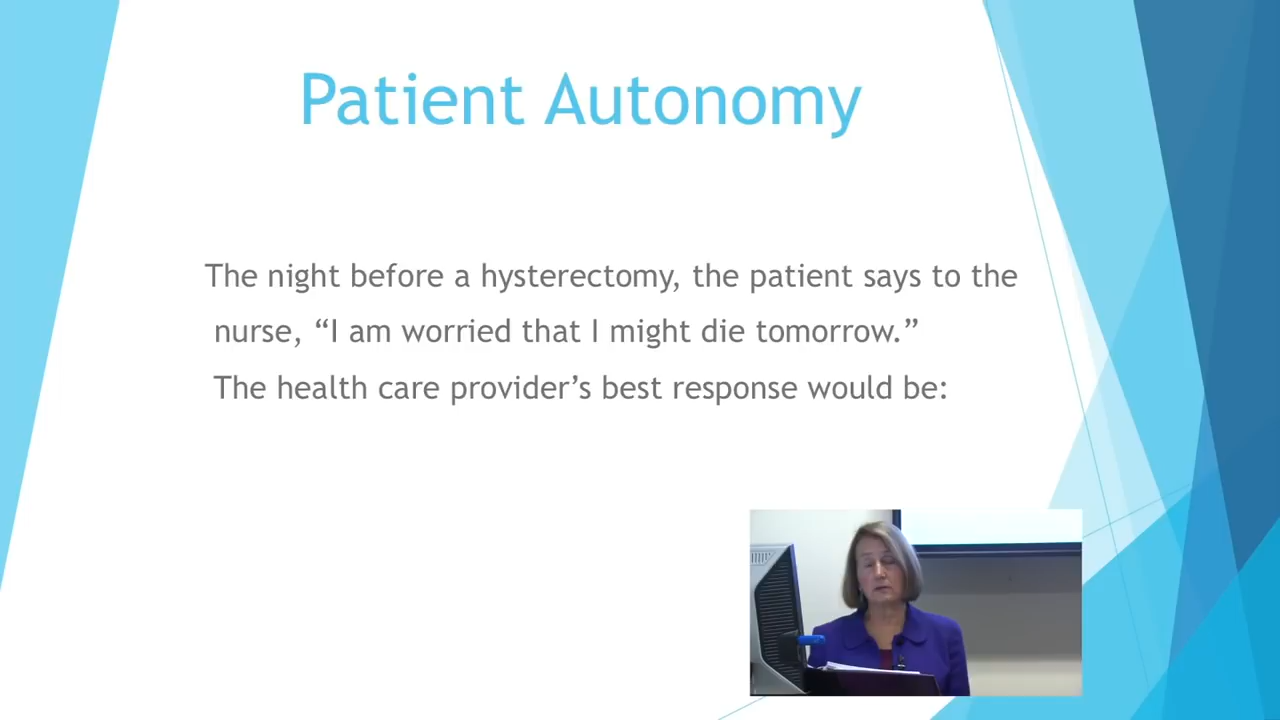 Patient Autonomy
The night before a hysterectomy, the patient says to the
nurse, “I am worried that I might die tomorrow.”
The health care provider’s best response would be: